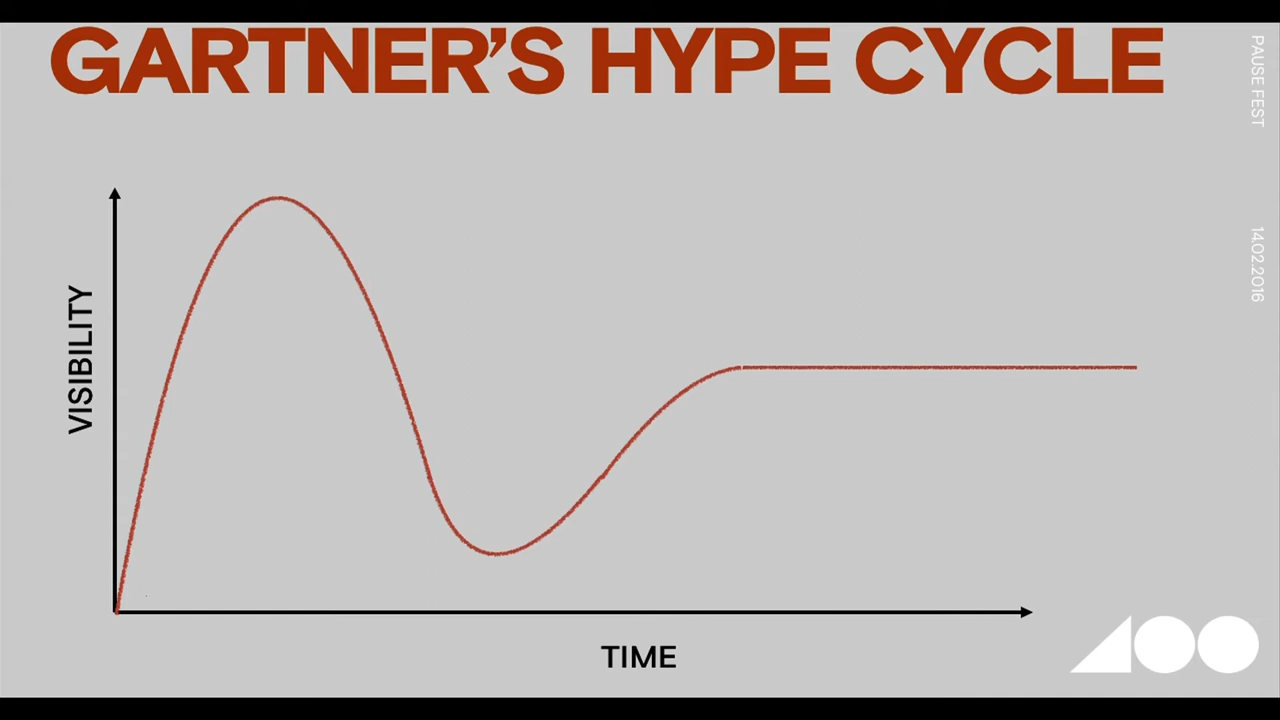 GARTNER’S HYPE CYCLE
PAUSE FEST
14.02.2016
VISIBILITY
TIME